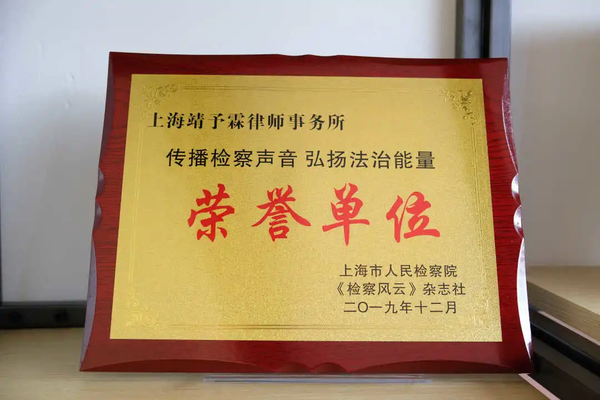 上海靖予霖律师事务所
传播检察声音 弘扬法治能量
荣誉单位
上海市人民检察院
《检察风云》杂志社
二〇一九年十二月